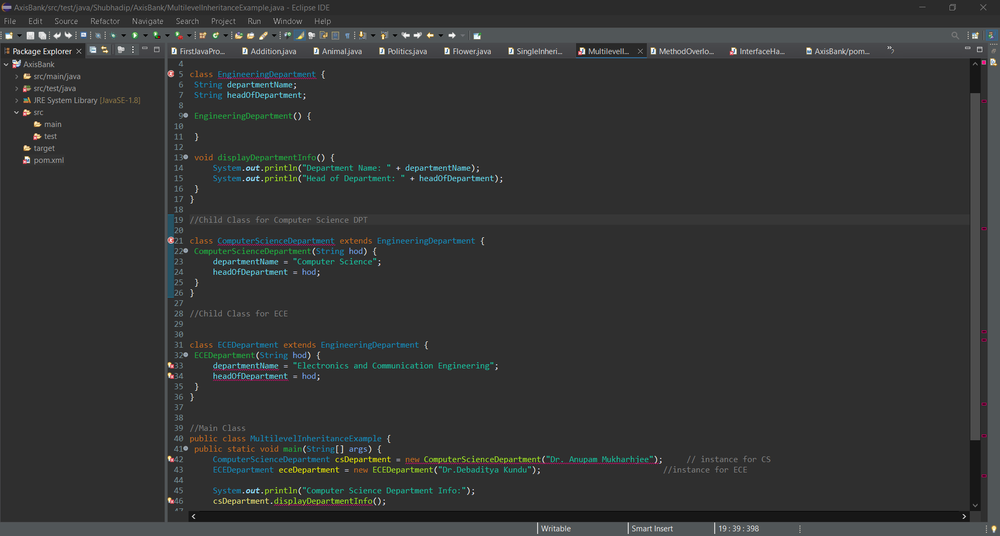 AxisBank/src/test/java/Shubhadip/AxisBank/MultilevelInheritanceExample.java - Eclipse IDE
File Edit Source Refactor Navigate Search Project Run Window Help
Package Explorer
AxisBank
src/main/java
src/test/java
JRE System Library [JavaSE-1.8]
src
main
test
target
pom.xml
FirstJavaPro... Addition.java Animal.java Politics.java Flower.java SingleInheri... MultilevelI... MethodOverlo... InterfaceHa... AxisBank/pom... »7
4
5 class EngineeringDepartment {
6 String departmentName;
7 String headOfDepartment;
8
9 EngineeringDepartment() {
10
11 }
12
13 void displayDepartmentInfo() {
14 System.out.println("Department Name: " + departmentName);
15 System.out.println("Head of Department: " + headOfDepartment);
16 }
17 }
18
19 //Child Class for Computer Science DPT
20
21 class ComputerScienceDepartment extends EngineeringDepartment {
22 ComputerScienceDepartment(String hod) {
23 departmentName = "Computer Science";
24 headOfDepartment = hod;
25 }
26 }
27
28 //Child Class for ECE
29
30
31 class ECEDepartment extends EngineeringDepartment {
32 ECEDepartment(String hod) {
33 departmentName = "Electronics and Communication Engineering";
34 headOfDepartment = hod;
35 }
36 }
37
38
39 //Main Class
40 public class MultilevelInheritanceExample {
41 public static void main(String[] args) {
42 ComputerScienceDepartment csDepartment = new ComputerScienceDepartment("Dr. Anupam Mukharhjee"); // instance for CS
43 ECEDepartment eceDepartment = new ECEDepartment("Dr.Debaditya Kundu"); //instance for ECE
44
45 System.out.println("Computer Science Department Info:");
46 csDepartment.displayDepartmentInfo();
47
Writable Smart Insert 19 : 39 : 398